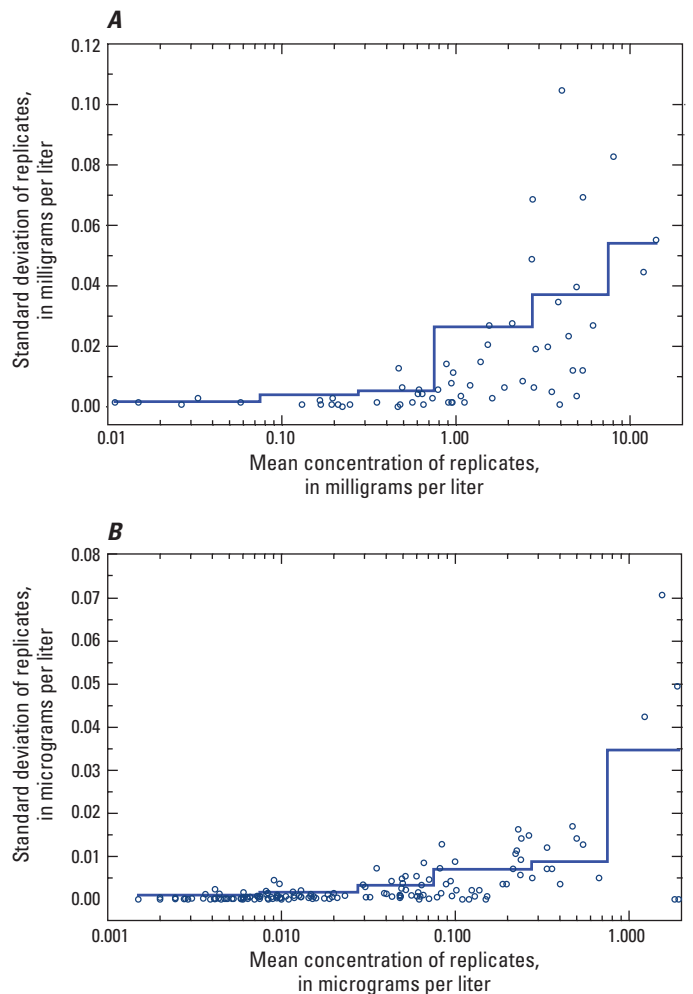 A
0.12
0.10
0.08
0.06
0.04
0.02
0.00
Standard deviation of replicates,
in milligrams per liter
0.01
0.10
1.00
10.00
Mean concentration of replicates,
in milligrams per liter
B
0.08
0.07
0.06
0.05
0.04
0.03
0.02
0.01
0.00
Standard deviation of replicates,
in micrograms per liter
0.001
0.010
0.100
1.000
Mean concentration of replicates,
in micrograms per liter